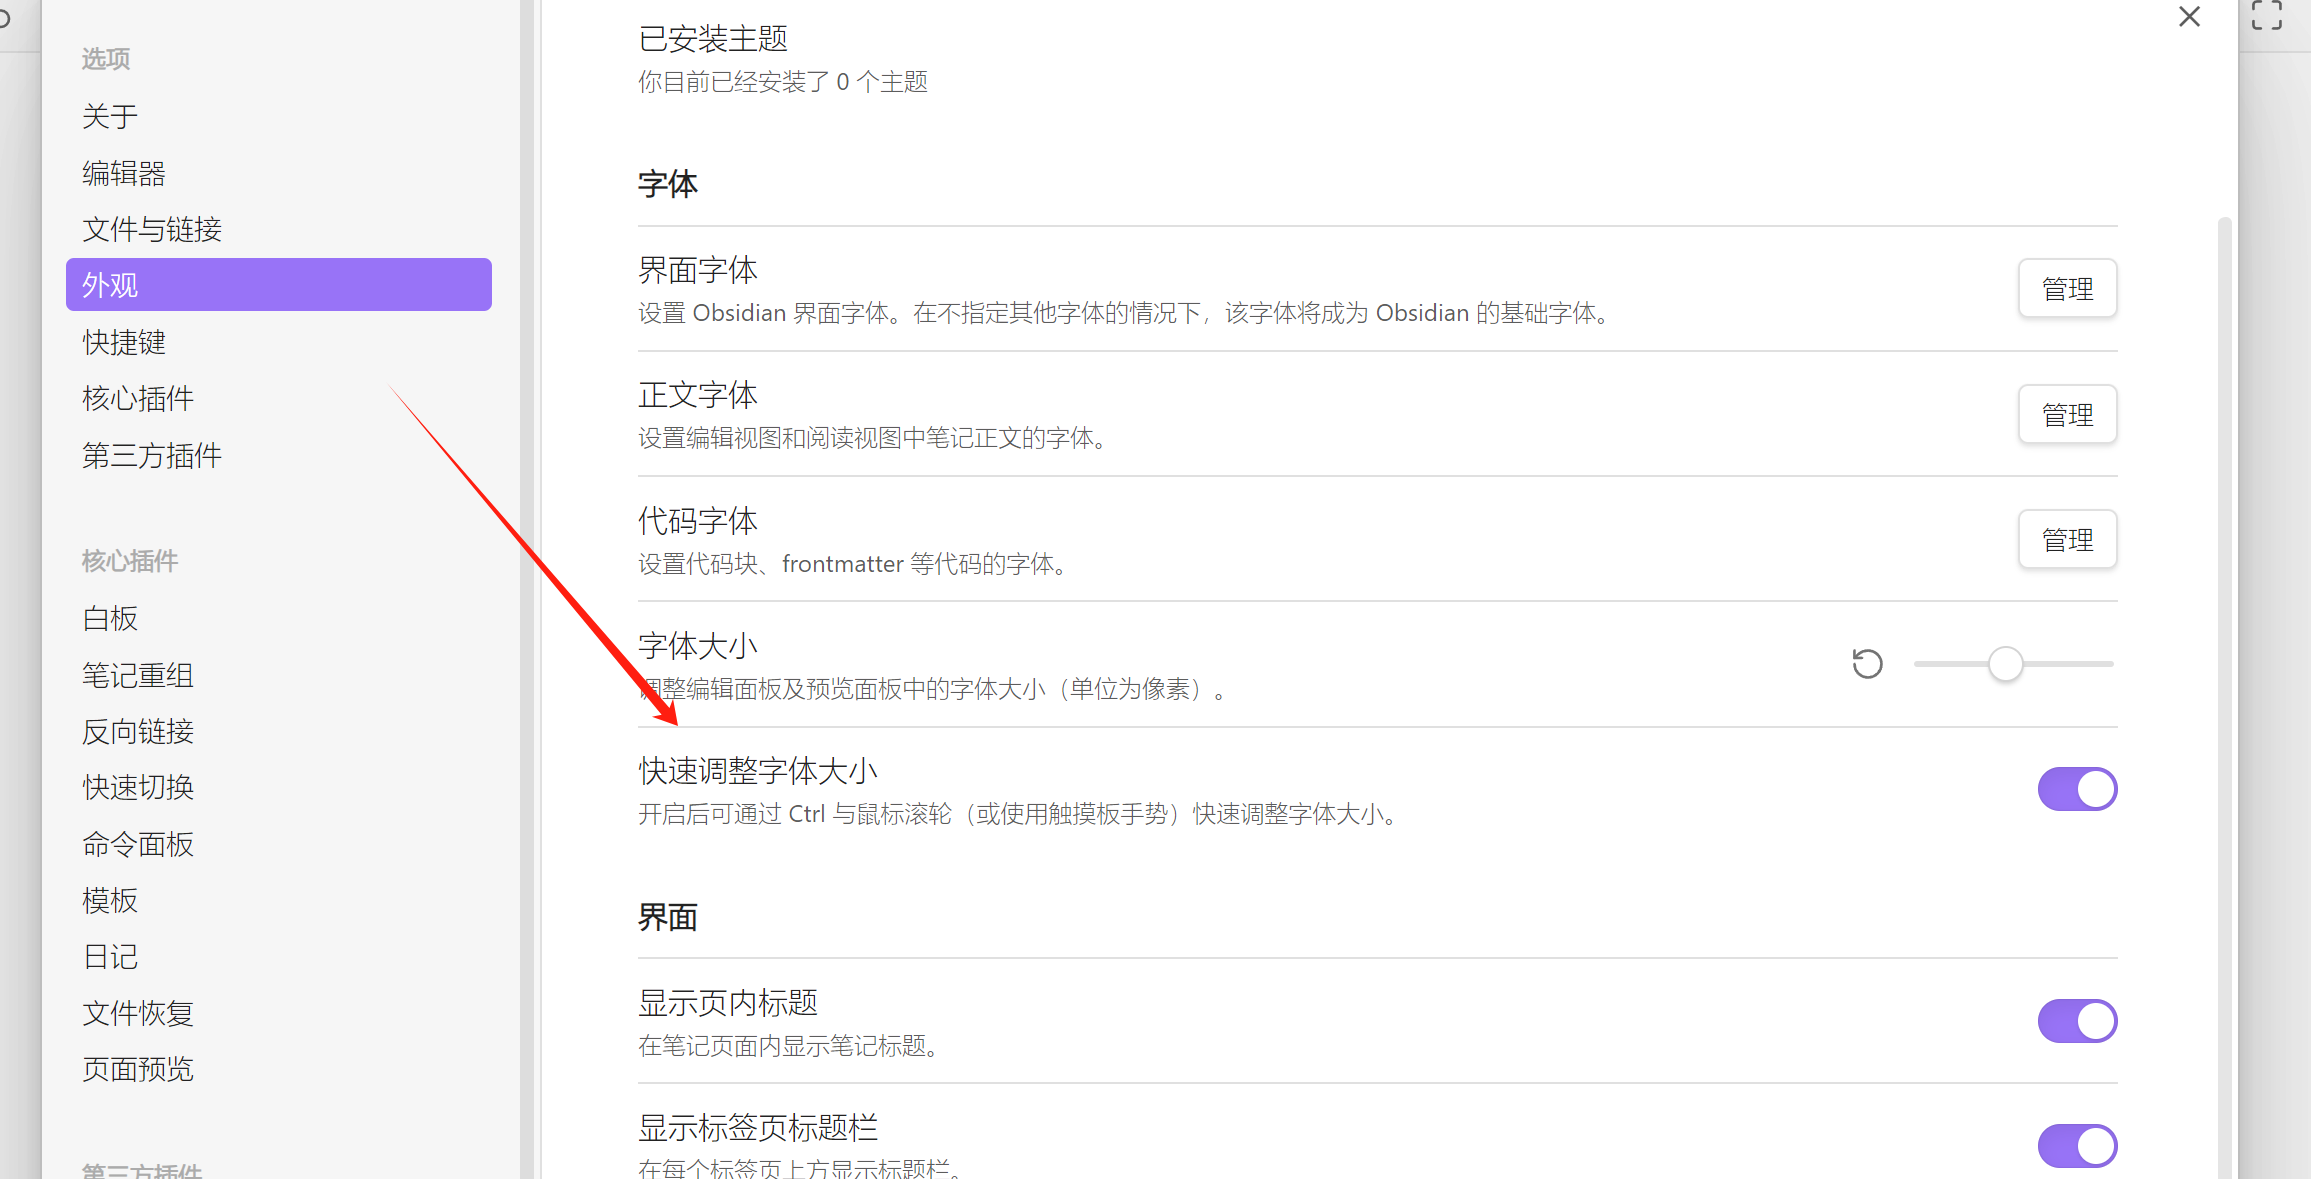 选项
关于
编辑器
文件与链接
外观
快捷键
核心插件
第三方插件
核心插件
白板
笔记重组
反向链接
快速切换
命令面板
模板
日记
文件恢复
页面预览
第三方插件
已安装主题
你目前已经安装了 0 个主题
字体
界面字体
设置 Obsidian 界面字体。在不指定其他字体的情况下，该字体将成为 Obsidian 的基础字体。
管理
正文字体
设置编辑视图和阅读视图中笔记正文的字体。
管理
代码字体
设置代码块、frontmatter 等代码的字体。
管理
字体大小
调整编辑面板及预览面板中的字体大小（单位为像素）。
快速调整字体大小
开启后可通过 Ctrl 与鼠标滚轮（或使用触摸板手势）快速调整字体大小。
界面
显示页内标题
在笔记页面内显示笔记标题。
显示标签页标题栏
在每个标签页上方显示标题栏。